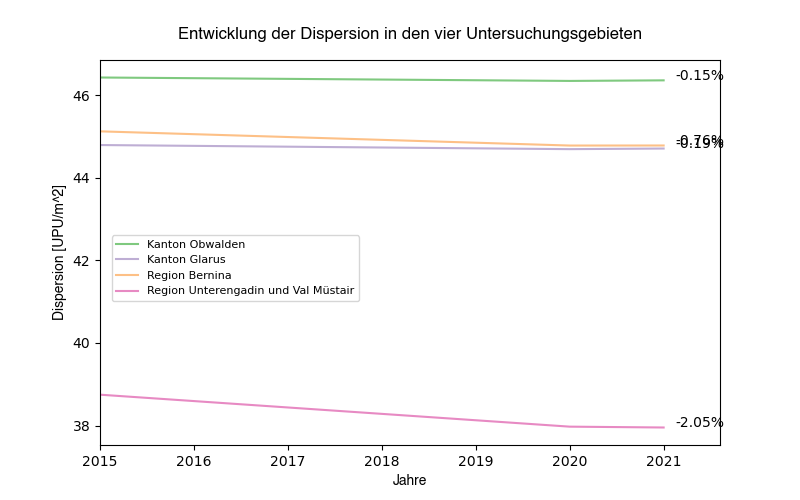 Entwicklung der Dispersion in den vier Untersuchungsgebieten
Dispersion [UPU/m^2]
46
44
42
40
38
-0.15%
-0.76%
-0.19%
-2.05%
Kanton Obwalden
Kanton Glarus
Region Bernina
Region Unterengadin und Val Müstair
2015 2016 2017 2018 2019 2020 2021
Jahre